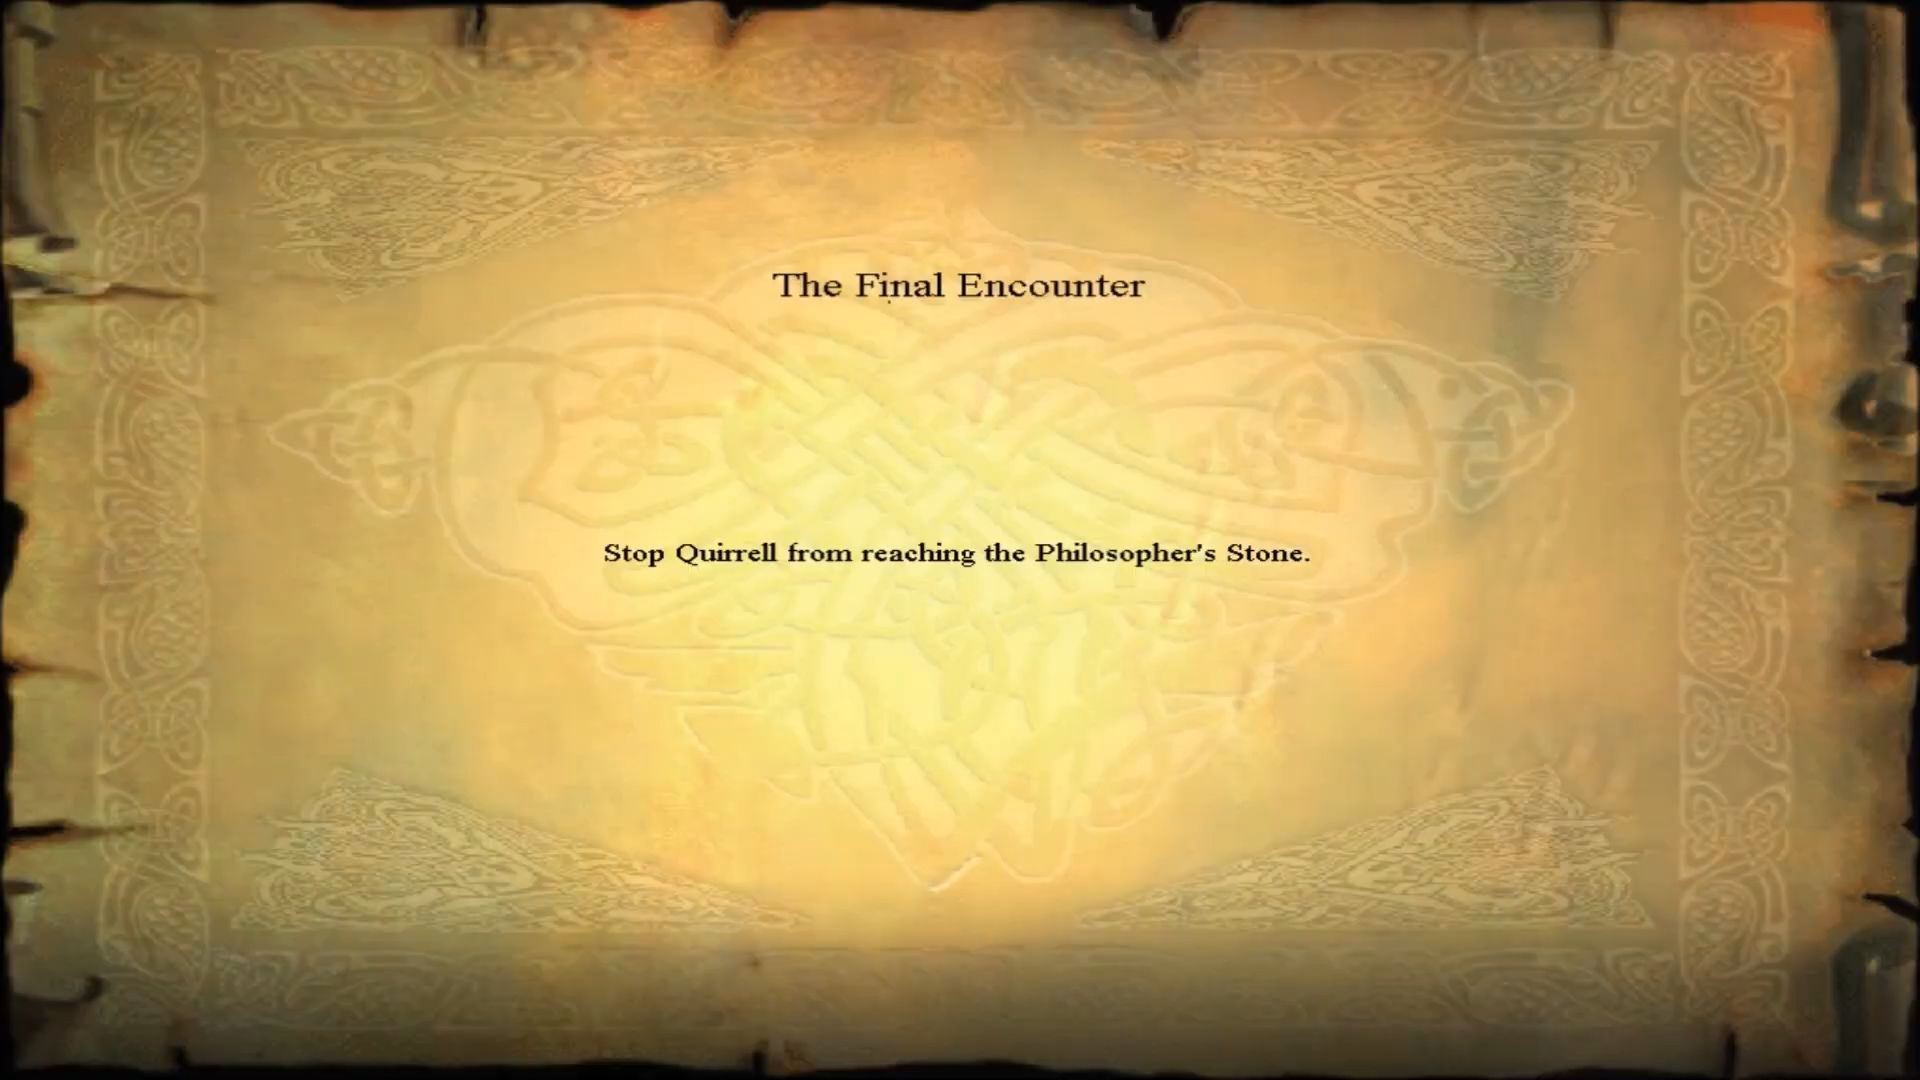 The Final Encounter
Stop Quirrell from reaching the Philosopher's Stone.